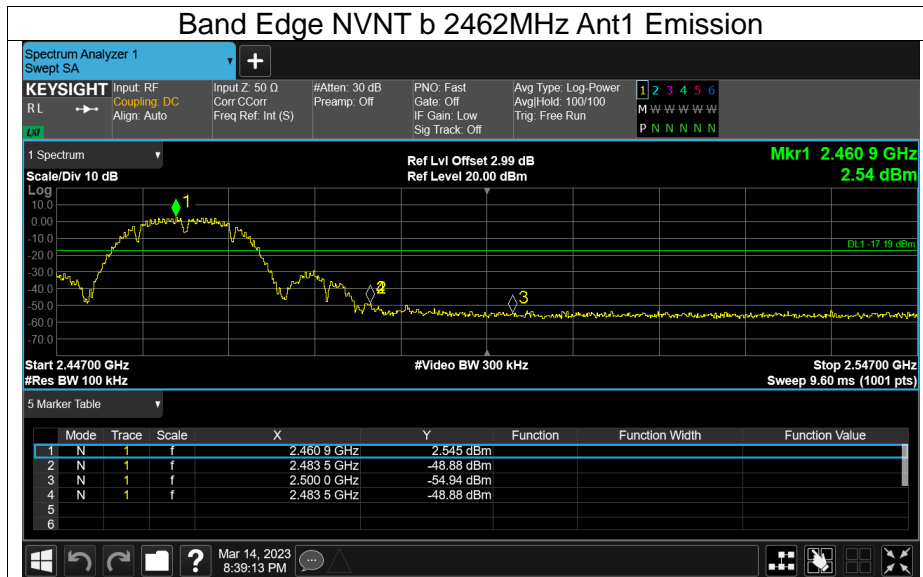 Band Edge NVNT b 2462MHz Ant1 Emission
Spectrum Analyzer 1
Swept SA
+
KEYSIGHT Input: RF Input Z: 50 Ω #Atten: 30 dB PNO: Fast Avg Type: Log-Power 1 2 3 4 5 6
R L Coupling: DC Corr CCorr Preamp: Off Gate: Off Avg|Hold: 100/100 M W W W W W
Align: Auto Freq Ref: Int (S) IF Gain: Low Trig: Free Run
LXI Sig Track: Off P N N N N N
1 Spectrum Ref Lvl Offset 2.99 dB Mkr1 2.460 9 GHz
Scale/Div 10 dB Ref Level 20.00 dBm 2.54 dBm
Log
10.0
0.00
-10.0
-20.0
-30.0
-40.0
-50.0
-60.0
-70.0
1
DL1 -17.19 dBm
2
3
Start 2.44700 GHz #Video BW 300 kHz Stop 2.54700 GHz
#Res BW 100 kHz Sweep 9.60 ms (1001 pts)
5 Marker Table
Mode Trace Scale X Y Function Function Width Function Value
1 N 1 f 2.460 9 GHz 2.545 dBm
2 N 1 f 2.483 5 GHz -48.88 dBm
3 N 1 f 2.500 0 GHz -54.94 dBm
4 N 1 f 2.483 5 GHz -48.88 dBm
5
6
? Mar 14, 2023
8:39:13 PM